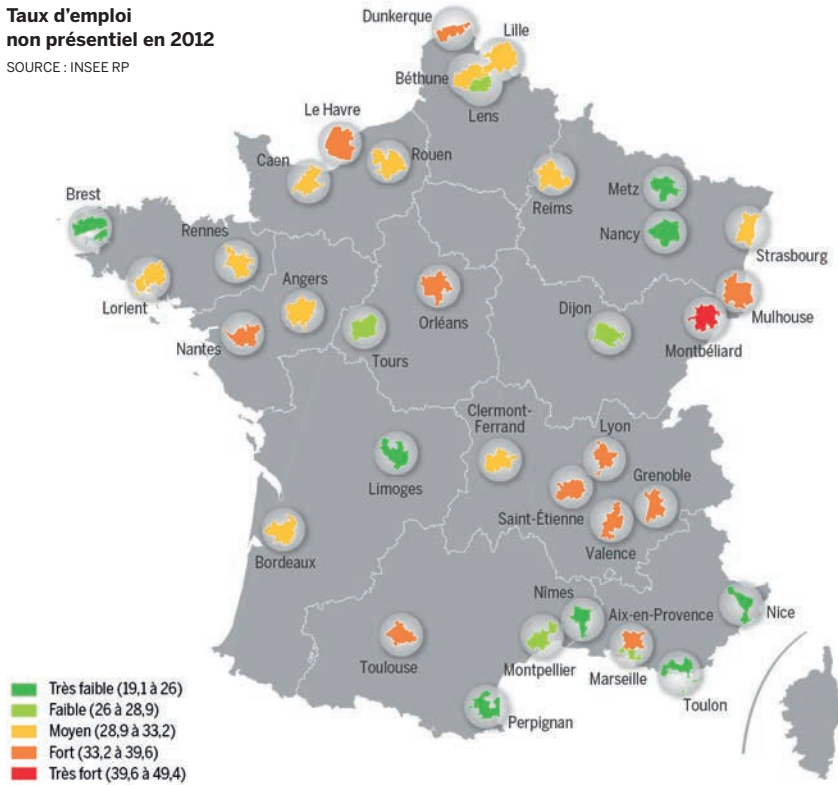 Taux d'emploi
non présentiel en 2012
SOURCE : INSEE RP
Dunkerque
Lille
Béthune
Lens
Le Havre
Caen
Rouen
Reims
Metz
Nancy
Strasbourg
Brest
Rennes
Lorient
Angers
Orléans
Dijon
Mulhouse
Montbéliard
Nantes
Tours
Clermont-
Ferrand
Lyon
Grenoble
Limoges
Saint-Étienne
Valence
Bordeaux
Nîmes
Aix-en-Provence
Nice
Toulouse
Montpellier
Marseille
Toulon
Perpignan
Très faible (19,1 à 26)
Faible (26 à 28,9)
Moyen (28,9 à 33,2)
Fort (33,2 à 39,6)
Très fort (39,6 à 49,4)